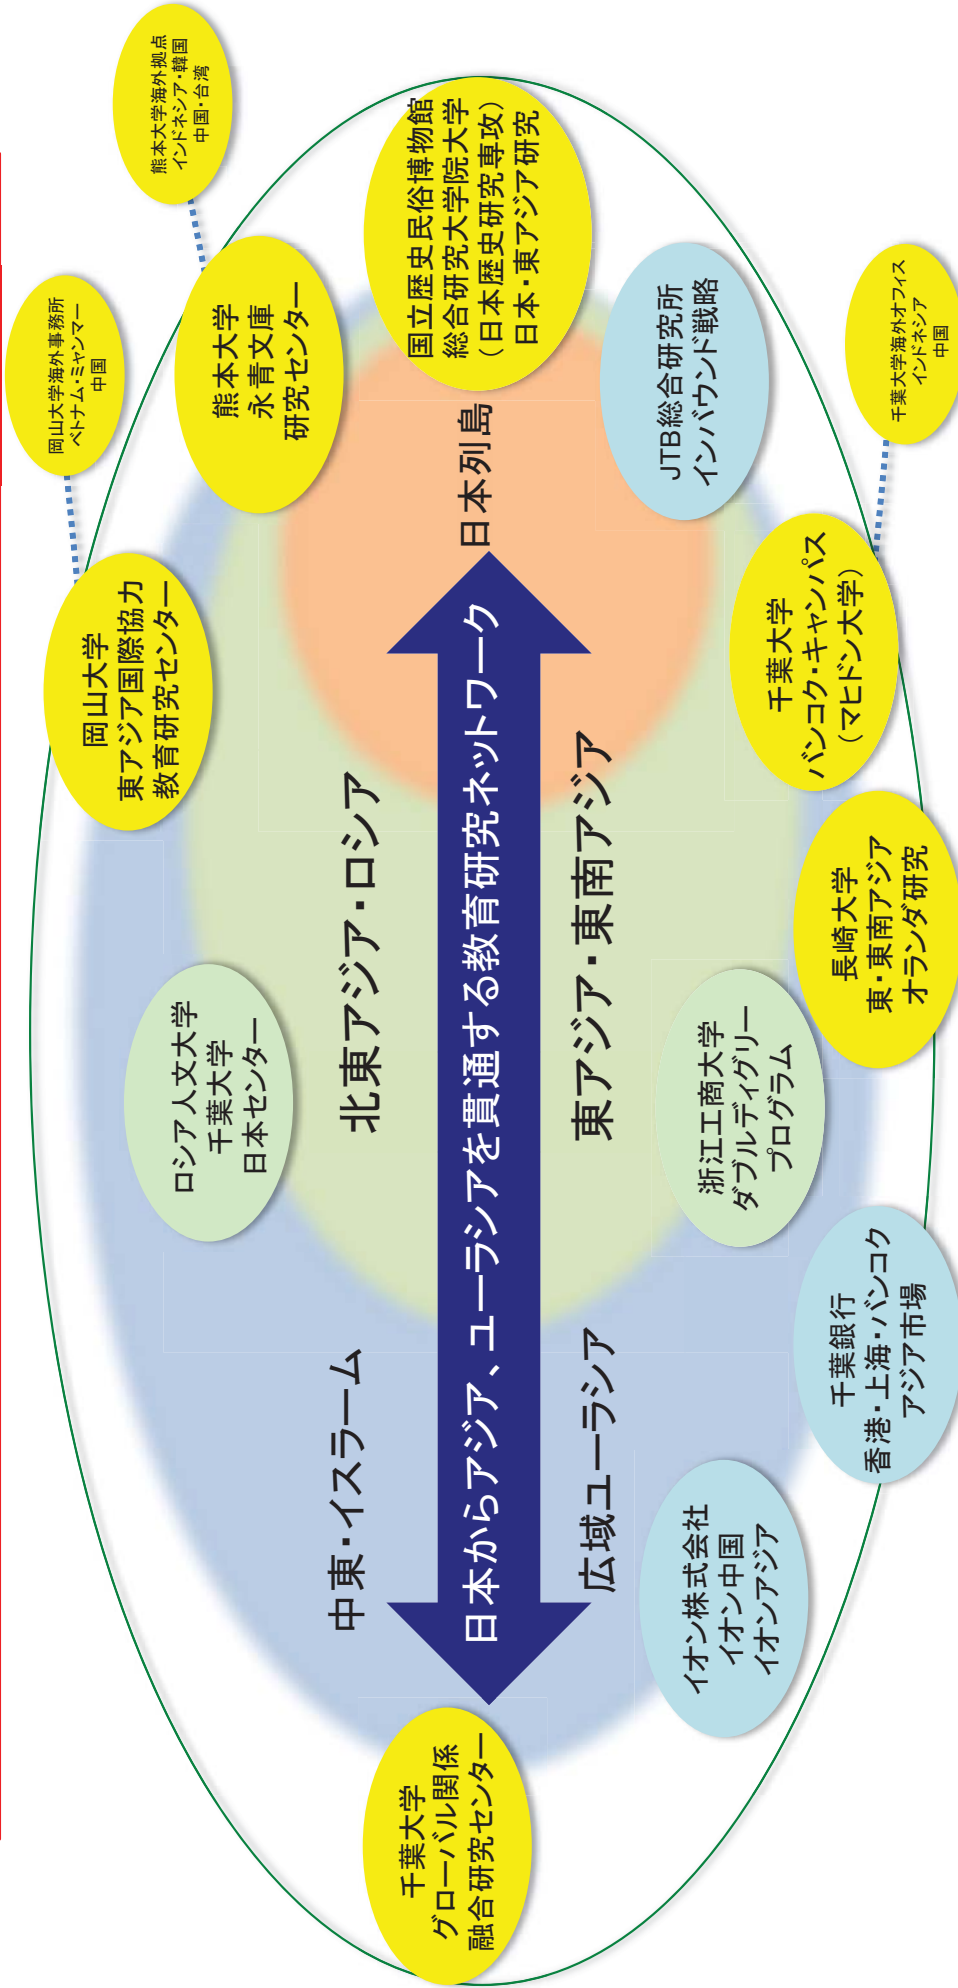 千葉大学
グローバル関係
融合研究センター
中東・イスラーム
広域ユーラシア
イオン株式会社
イオン中国
イオンアジア
千葉銀行
香港・上海・バンコク
アジア市場
ロシア人文大学
千葉大学
日本センター
北東アジア・ロシア
日本からアジア、ユーラシアを貫通する教育研究ネットワーク
東アジア・東南アジア
浙江工商大学
ダブルディグリー
プログラム
長崎大学
東・東南アジア
オランダ研究
岡山大学
東アジア国際協力
教育研究センター
岡山大学海外事務所
ベトナム・ミャンマー
中国
熊本大学
永青文庫
研究センター
熊本大学海外拠点
インドネシア・韓国
中国・台湾
日本列島
国立歴史民俗博物館
総合研究大学院大学
（日本歴史研究専攻）
日本・東アジア研究
JTB総合研究所
インバウンド戦略
千葉大学
バンコク・キャンパス
（マヒドン大学）
千葉大学海外オフィス
インドネシア
中国